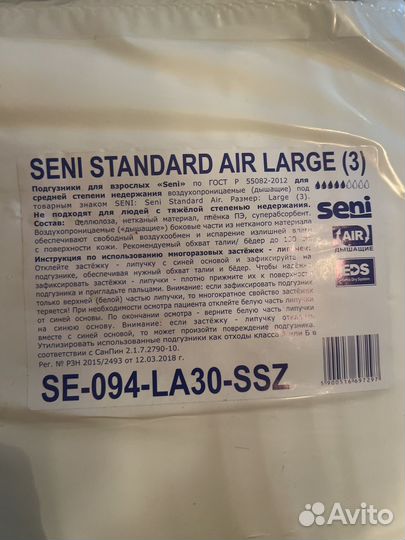 SENI STANDARD AIR LARGE (3)
Подгузники для взрослых «Seni» по ГОСТ Р 55082-2012 для
средней степени недержания воздухопроницаемые (дышащие) под
товарным знаком SENI: Seni Standard Air. Размер: Large (3).
Не подходят для людей с тяжёлой степенью недержания.
Состав: целлюлоза, нетканый материал, плёнка ПЭ, суперабсорбент.
Воздухопроницаемые («дышащие») боковые части из нетканого материала
обеспечивают свободный воздухообмен и испарение излишней влаги
с поверхности кожи. Рекомендуемый обхват талии/ бёдер до
Инструкция по использованию многоразовых застёжек -
Отклейте застёжку - липучку с синей основой и зафиксируйте на
подгузнике, обеспечивая нужный обхват талии и бёдер. Чтобы
зафиксировать застёжки - липучки - плотно прижмите их к поверхности
подгузника и пригладьте пальцами. Внимание: если зафиксировать подгузник
только верхней (белой) частью липучки, то многократное свойство застёжек
теряется! При необходимости осмотра пациента отклейте белую часть липучки
от синей основы. По окончании осмотра - верните белую часть липучки
на синюю основу. Внимание: если застёжку - липучку отклеить
вместе с синей основой, то может произойти повреждение подгузника.
Утилизировать использованные подгузники как отходы класса или Б в
соответствии с СанПин 2.1.7.2790-10.
Рег. № РЗН 2015/2493 от 12.03.2018 г.
SE-094-LA30-SSZ
seni
AIR
ДЫШАЩИЕ
EDS
5900516697297
Avito